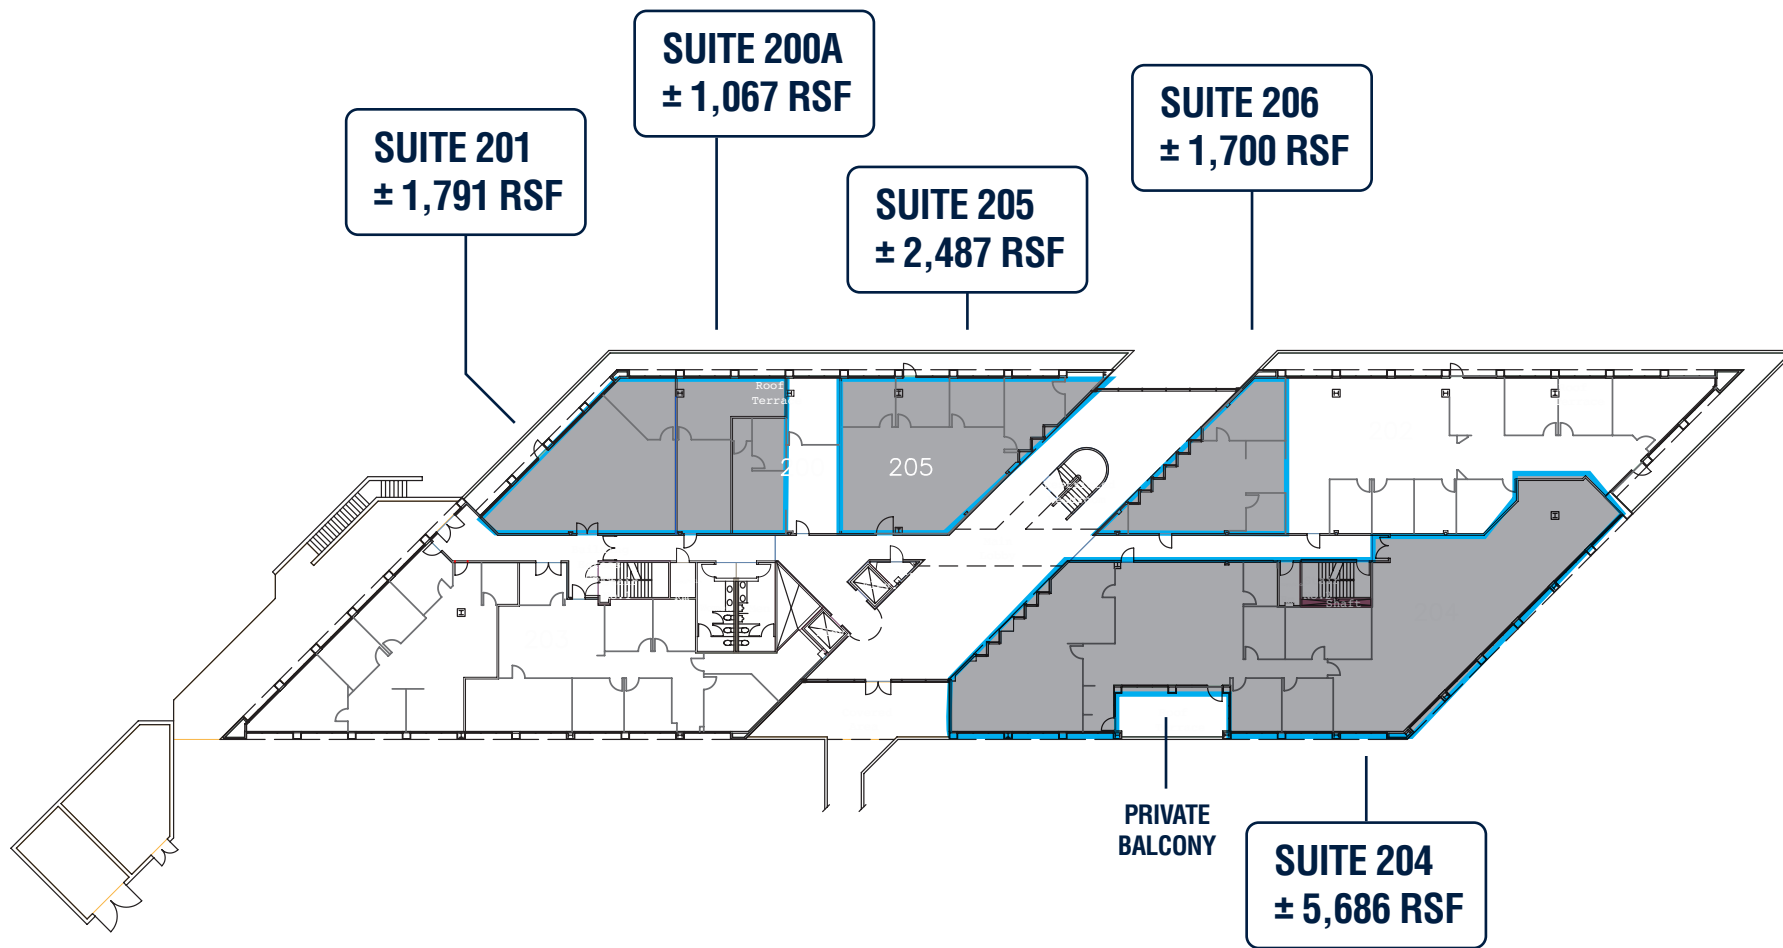 SUITE 200A
± 1,067 RSF
SUITE 206
± 1,700 RSF
SUITE 201
± 1,791 RSF
SUITE 205
± 2,487 RSF
Roof
205
Shaft
PRIVATE
BALCONY
SUITE 204
± 5,686 RSF